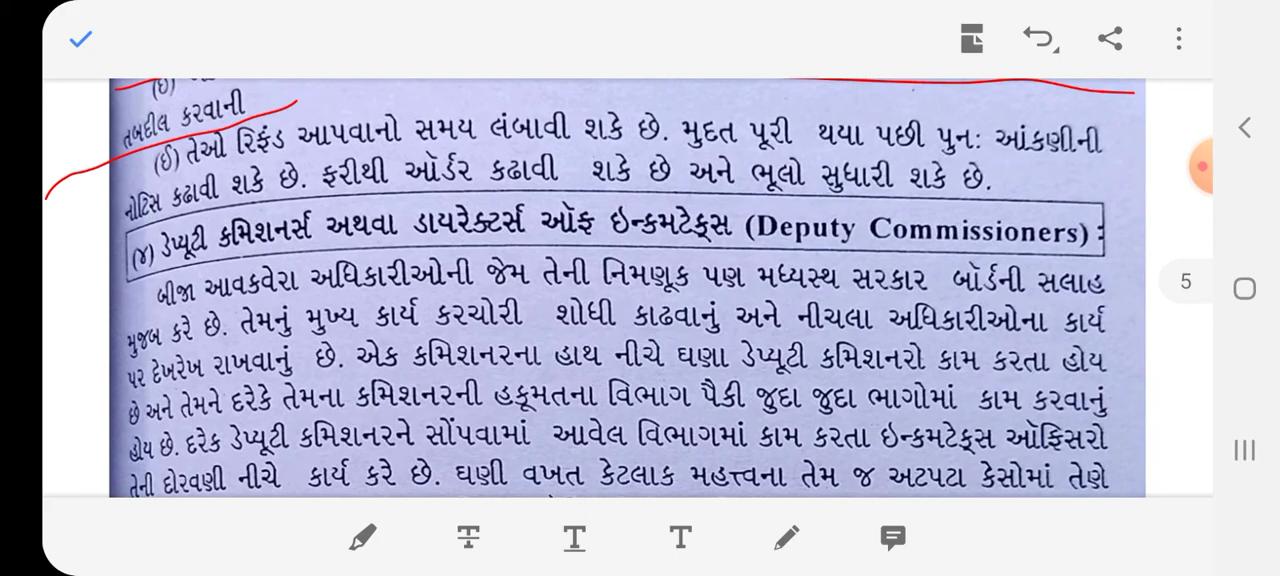 તબદીલ કરવાની
(ઈ) તેઓ રિફંડ આપવાનો સમય લંબાવી શકે છે. મુદત પૂરી થયા પછી પુનઃ આંકણીની
નોટિસ કઢાવી શકે છે. ફરીથી ઑર્ડર કઢાવી શકે છે અને ભૂલો સુધારી શકે છે.
(૪) ડેપ્યૂટી કમિશનર્સ અથવા ડાયરેક્ટર્સ ઑફ ઇન્કમટેક્સ (Deputy Commissioners) :
બીજા આવકવેરા અધિકારીઓની જેમ તેની નિમણૂક પણ મધ્યસ્થ સરકાર બૉર્ડની સલાહ
5
મુજબ કરે છે. તેમનું મુખ્ય કાર્ય કરચોરી શોધી કાઢવાનું અને નીચલા અધિકારીઓના કાર્ય
પર દેખરેખ રાખવાનું છે. એક કમિશનરના હાથ નીચે ઘણા ડેપ્યૂટી કમિશનરો કામ કરતા હોય
છે અને તેમને દરેકે તેમના કમિશનરની હકૂમતના વિભાગ પૈકી જુદા જુદા ભાગોમાં કામ કરવાનું
હોય છે. દરેક ડેપ્યૂટી કમિશનરને સોંપવામાં આવેલ વિભાગમાં કામ કરતા ઇન્કમટેક્સ ઑફિસરો
તેની દોરવણી નીચે કાર્ય કરે છે. ઘણી વખત કેટલાક મહત્ત્વના તેમ જ અટપટા કેસોમાં તેણે